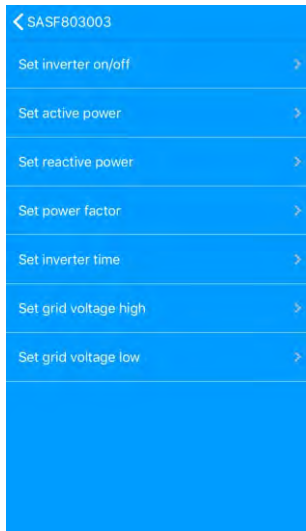 SASF803003
Set inverter on/off
Set active power
Set reactive power
Set power factor
Set inverter time
Set grid voltage high
Set grid voltage low